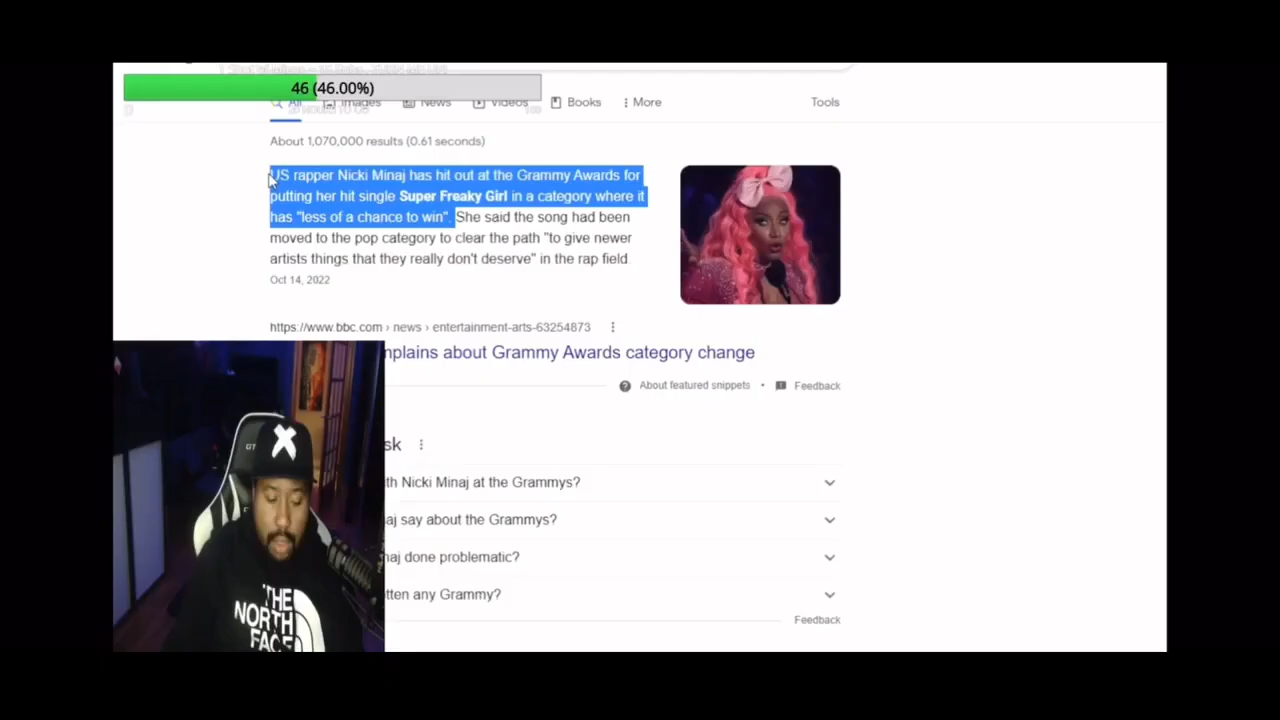 46 (46.00%)
All Images News Videos Books More Tools
About 1,070,000 results (0.61 seconds)
US rapper Nicki Minaj has hit out at the Grammy Awards for
putting her hit single Super Freaky Girl in a category where it
has "less of a chance to win". She said the song had been
moved to the pop category to clear the path "to give newer
artists things that they really don't deserve" in the rap field
Oct 14, 2022
https://www.bbc.com › news › entertainment-arts-63254873
nplains about Grammy Awards category change
About featured snippets • Feedback
sk
th Nicki Minaj at the Grammys?
aj say about the Grammys?
naj done problematic?
tten any Grammy?
Feedback
GT
THE
NORTH
FACE